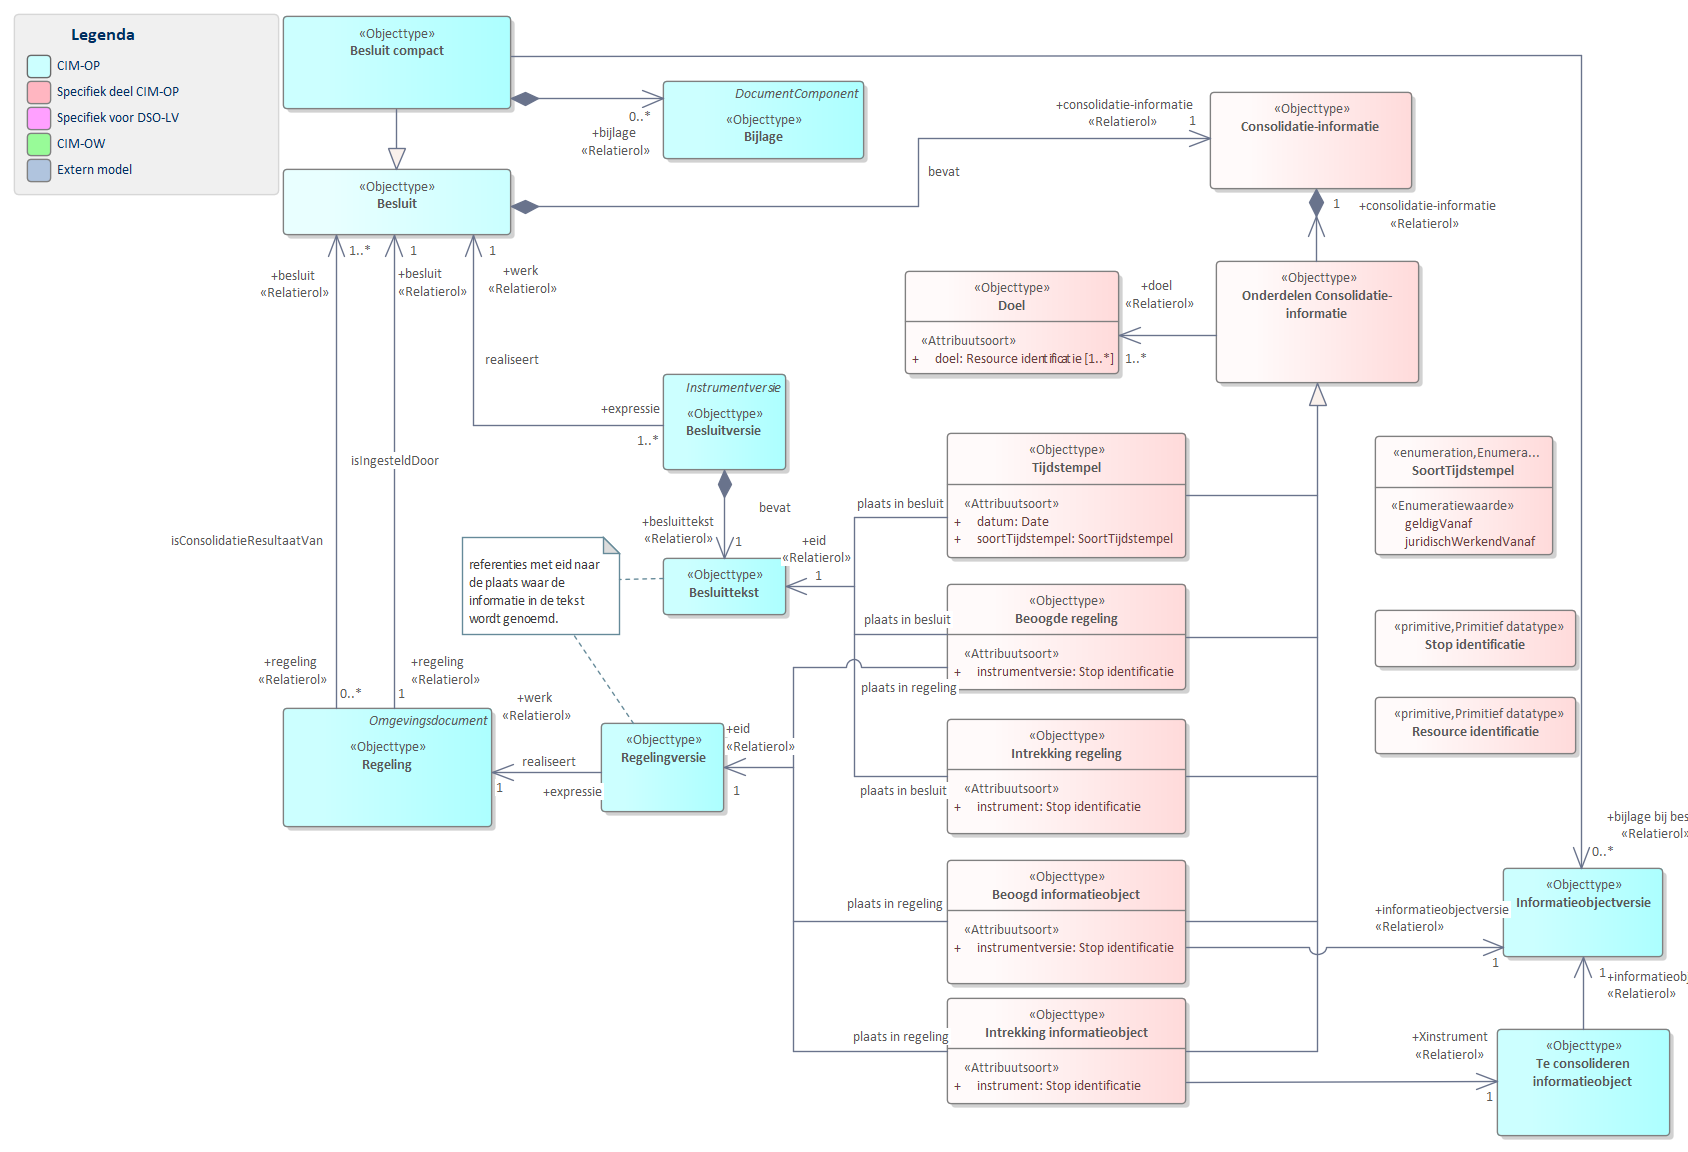 Legenda
CIM-OP
Specifiek deel CIM-OP
Specifiek voor DSO-LV
CIM-OW
Extern model
«Objecttype»
Besluit compact
DocumentComponent
«Objecttype»
Bijlage
0..*
+bijlage
«Relatierol»
+consolidatie-informatie
«Relatierol»
1
«Objecttype»
Consolidatie-informatie
bevat
«Objecttype»
Besluit
1
+consolidatie-informatie
«Relatierol»
1..*
+besluit
«Relatierol»
1
+besluit
«Relatierol»
1
+werk
«Relatierol»
«Objecttype»
Doel
«Attribuutsoort»
+ doel: Resource identificatie [1..*]
+doel
«Relatierol»
1..*
«Objecttype»
Onderdelen Consolidatie-
informatie
realiseert
Instrumentversie
«Objecttype»
Besluitversie
+expressie
1..*
isIngesteldDoor
isConsolidatieResultaatVan
bevat
+besluittekst
«Relatierol»
1
«Objecttype»
Besluittekst
referenties met eid naar
de plaats waar de
informatie in de tekst
wordt genoemd.
+eid
«Relatierol»
1
plaats in besluit
«Objecttype»
Tijdstempel
«Attribuutsoort»
+ datum: Date
+ soortTijdstempel: SoortTijdstempel
«enumeration,Enumera...
SoortTijdstempel
«Enumeratiewaarde»
geldigVanaf
juridischWerkendVanaf
plaats in besluit
«Objecttype»
Beoogde regeling
«Attribuutsoort»
+ instrumentversie: Stop identificatie
plaats in regeling
«primitive,Primitief datatype»
Stop identificatie
«primitive,Primitief datatype»
Resource identificatie
+regeling
«Relatierol»
0..*
+regeling
«Relatierol»
1
Omgevingsdocument
«Objecttype»
Regeling
+werk
«Relatierol»
1
realiseert
+expressie
«Objecttype»
Regelingversie
+eid
«Relatierol»
1
«Objecttype»
Intrekking regeling
«Attribuutsoort»
+ instrument: Stop identificatie
plaats in besluit
+bijlage bij bes
«Relatierol»
0..*
«Objecttype»
Beoogd informatieobject
«Attribuutsoort»
+ instrumentversie: Stop identificatie
plaats in regeling
+informatieobjectversie
«Relatierol»
1
«Objecttype»
Informatieobjectversie
1
+informatieobj
«Relatierol»
«Objecttype»
Intrekking informatieobject
«Attribuutsoort»
+ instrument: Stop identificatie
plaats in regeling
+Xinstrument
«Relatierol»
1
«Objecttype»
Te consolideren
informatieobject